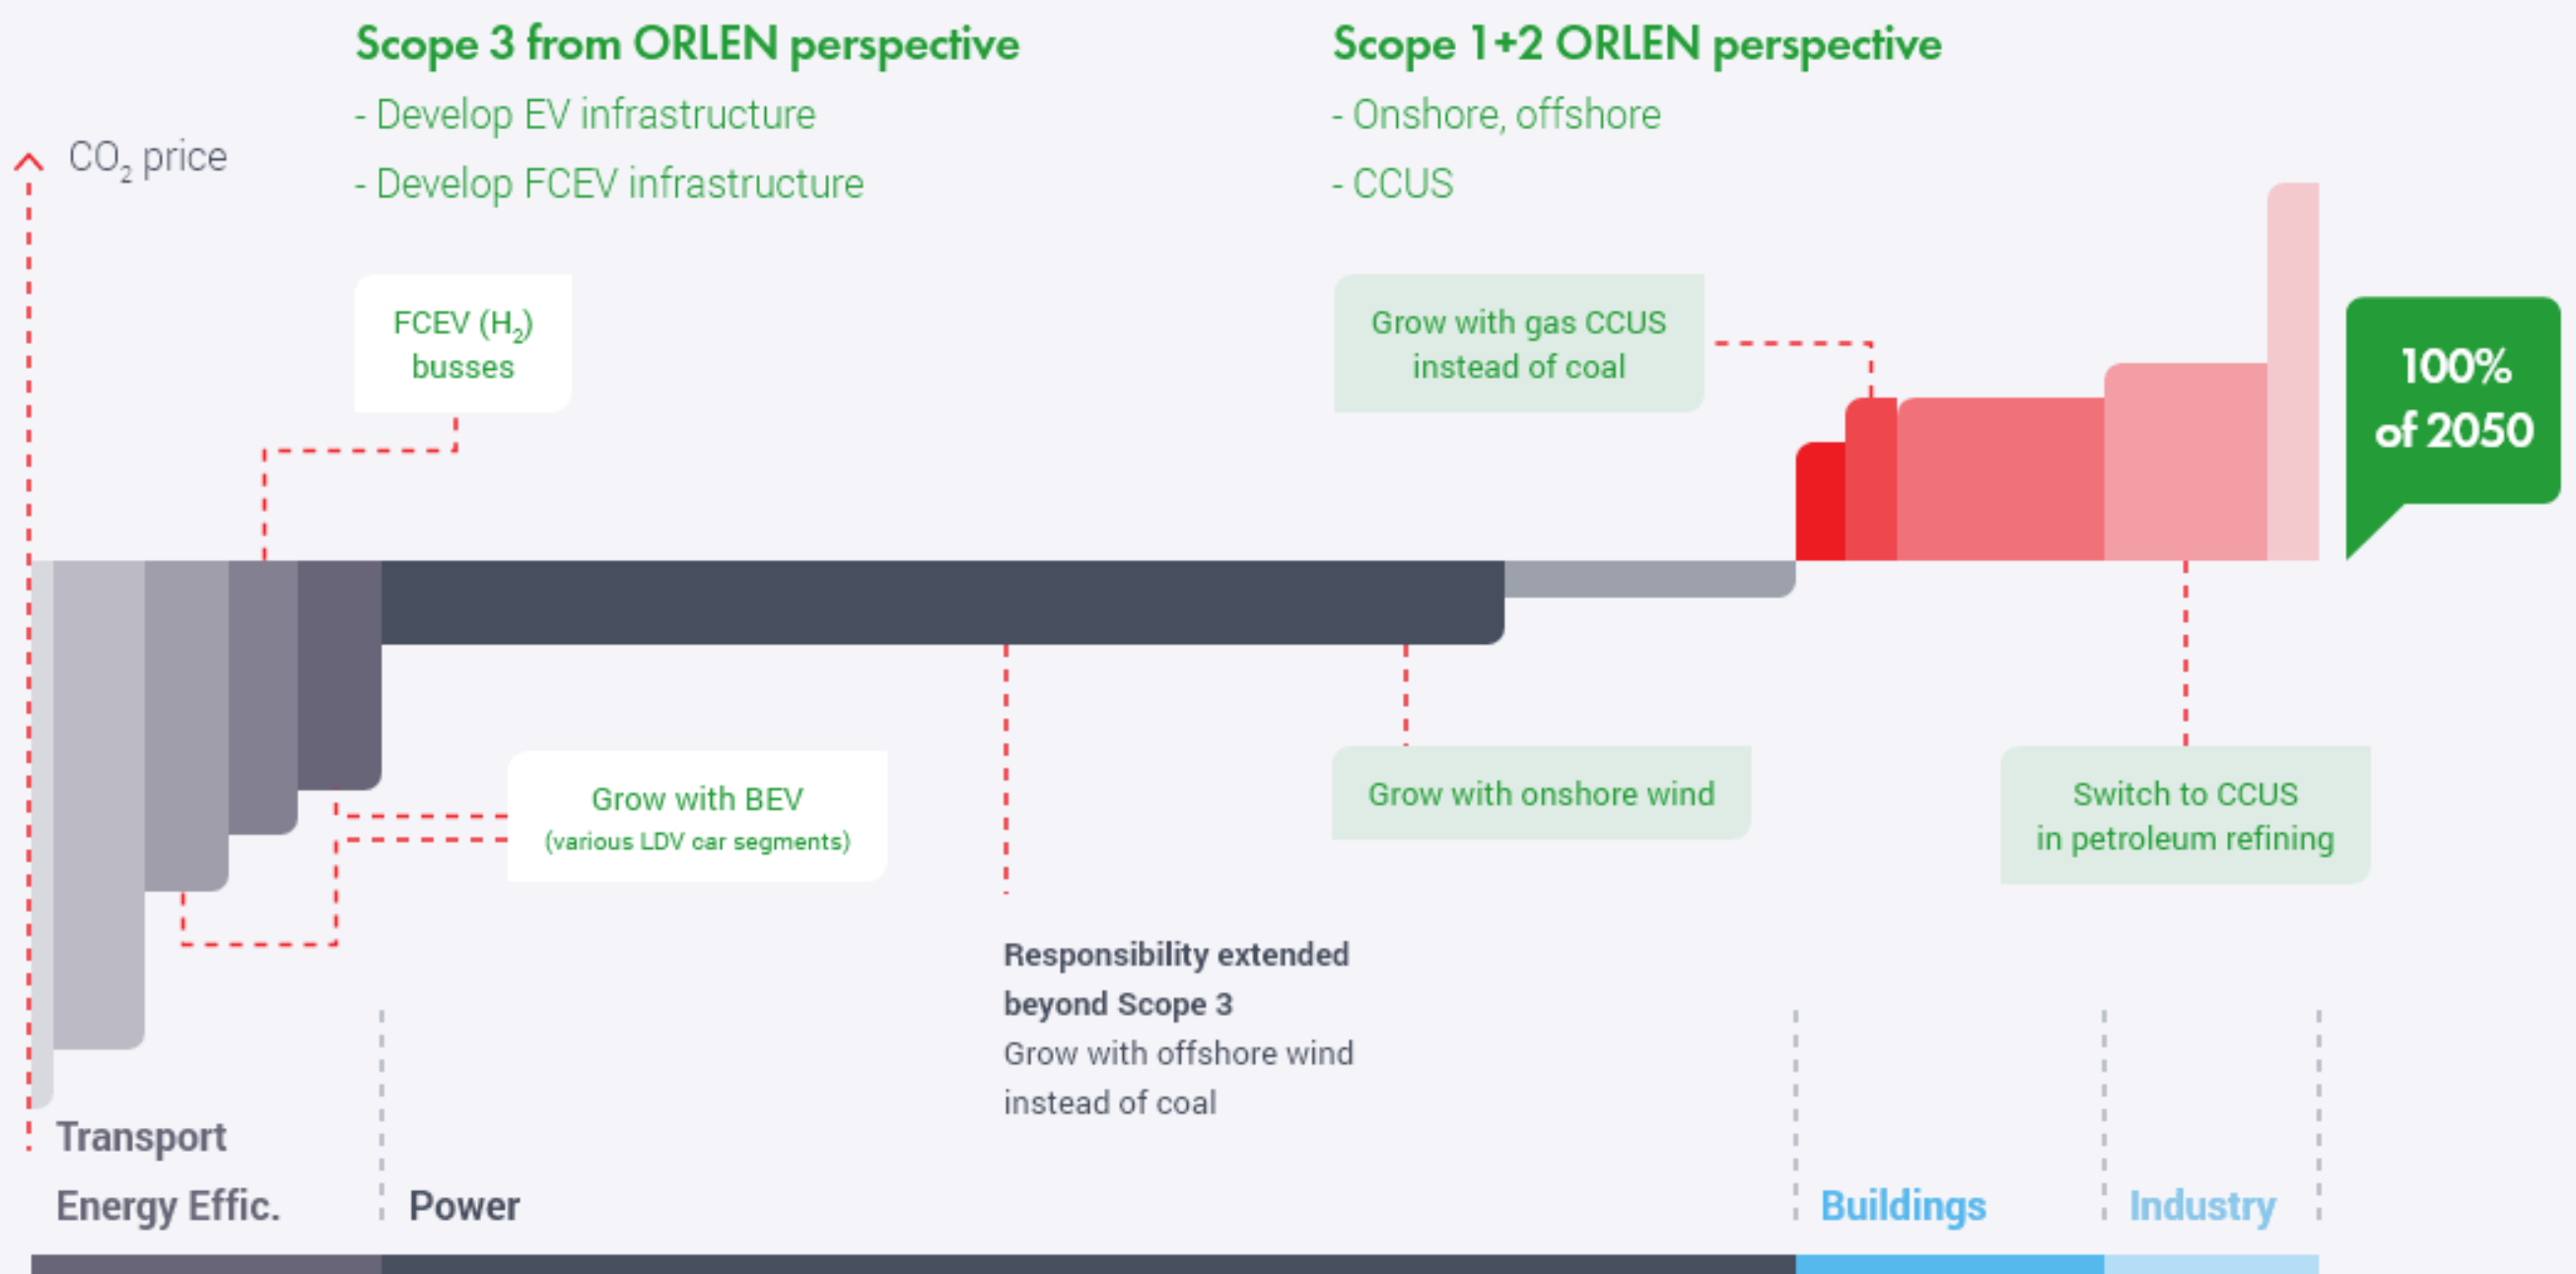 Scope 3 from ORLEN perspective
- Develop EV infrastructure
- Develop FCEV infrastructure
Scope 1+2 ORLEN perspective
- Onshore, offshore
- CCUS
CO₂ price
FCEV (H₂)
busses
Grow with gas CCUS
instead of coal
100%
of 2050
Grow with BEV
(various LDV car segments)
Grow with onshore wind
Switch to CCUS
in petroleum refining
Responsibility extended
beyond Scope 3
Grow with offshore wind
instead of coal
Transport
Energy Effic.
Power
Buildings
Industry